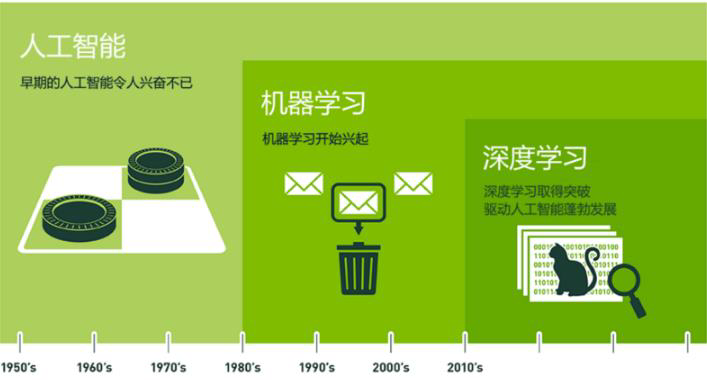 人工智能
早期的人工智能令人兴奋不已
机器学习
机器学习开始兴起
深度学习
深度学习取得突破
驱动人工智能蓬勃发展
1950's 1960's 1970's 1980's 1990's 2000's 2010's